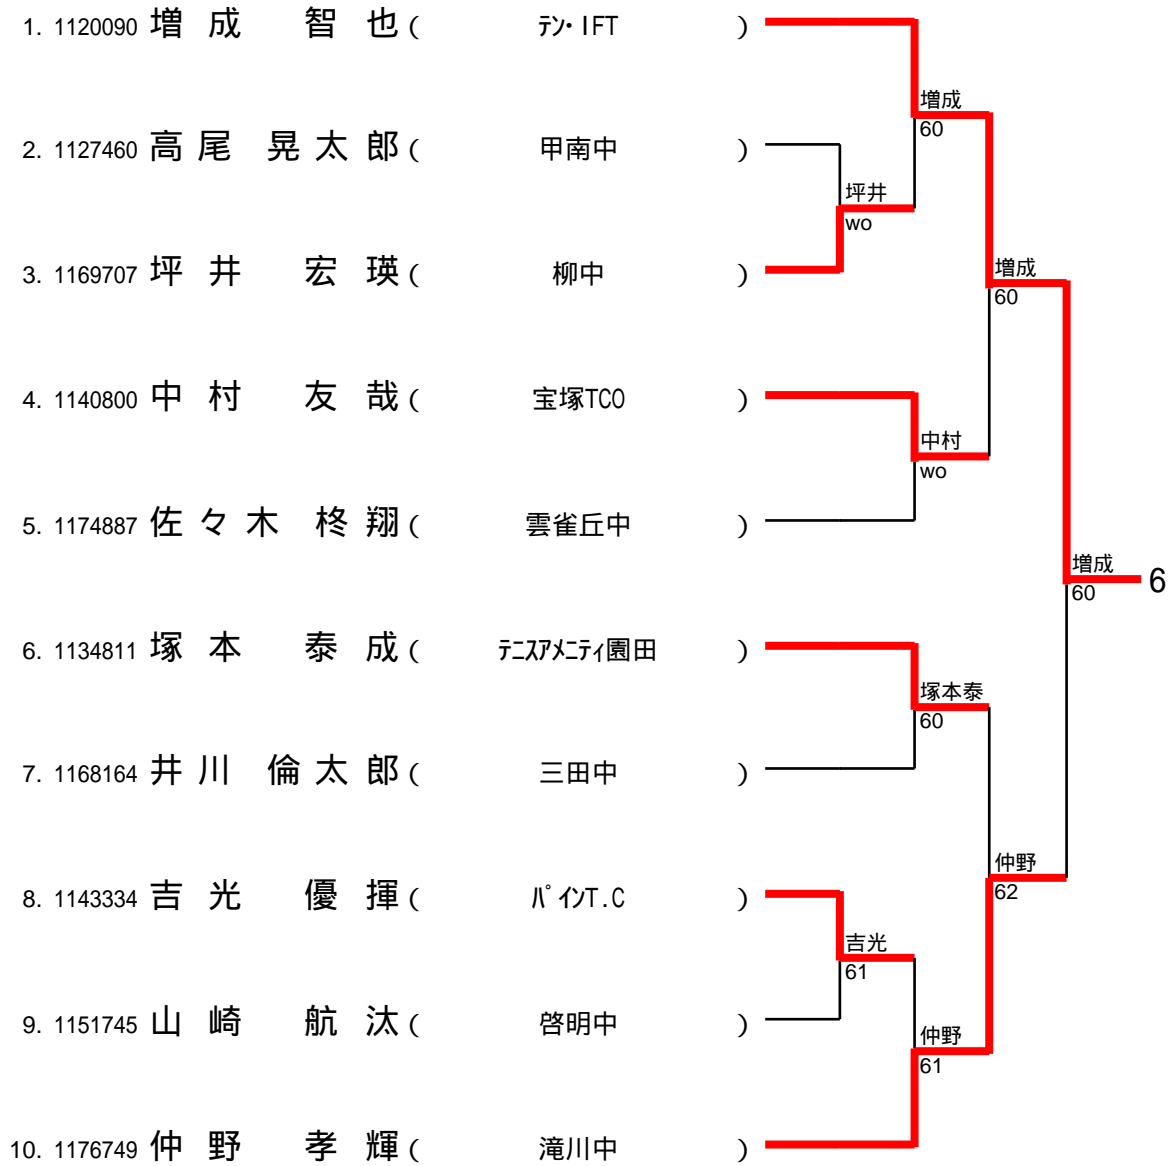 1. 1120090 増成 智也 ( テン・IFT )
増成
60
2. 1127460 高尾 晃太郎 ( 甲南中 )
坪井
wo
3. 1169707 坪井 宏瑛 ( 柳中 )
増成
60
4. 1140800 中村 友哉 ( 宝塚TCO )
中村
wo
5. 1174887 佐々木 柊翔 ( 雲雀丘中 )
増成
60
6
6. 1134811 塚本 泰成 ( テニスアメニティ園田 )
塚本泰
60
7. 1168164 井川 倫太郎 ( 三田中 )
仲野
62
8. 1143334 吉光 優揮 ( パインT.C )
吉光
61
9. 1151745 山崎 航汰 ( 啓明中 )
仲野
61
10. 1176749 仲野 孝輝 ( 滝川中 )